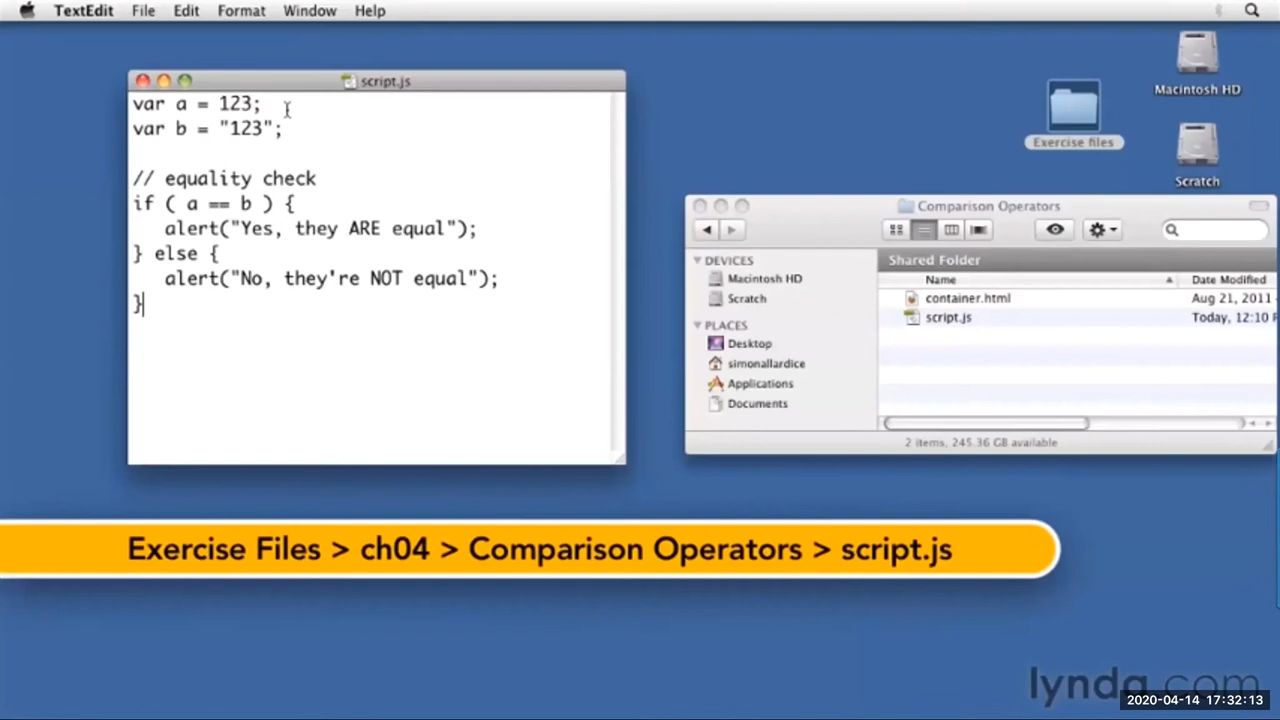 TextEdit File Edit Format Window Help
script.js
var a = 123;
var b = "123";
// equality check
if ( a == b ) {
alert("Yes, they ARE equal");
} else {
alert("No, they're NOT equal");
}
Macintosh HD
Exercise files
Scratch
Comparison Operators
DEVICES
Macintosh HD
Scratch
PLACES
Desktop
simonallardice
Applications
Documents
Shared Folder
Name Date Modified
container.html Aug 21, 2011
script.js Today, 12:10
2 items, 245.36 GB available
Exercise Files > ch04 > Comparison Operators > script.js
lynda.com
2020-04-14 17:32:13